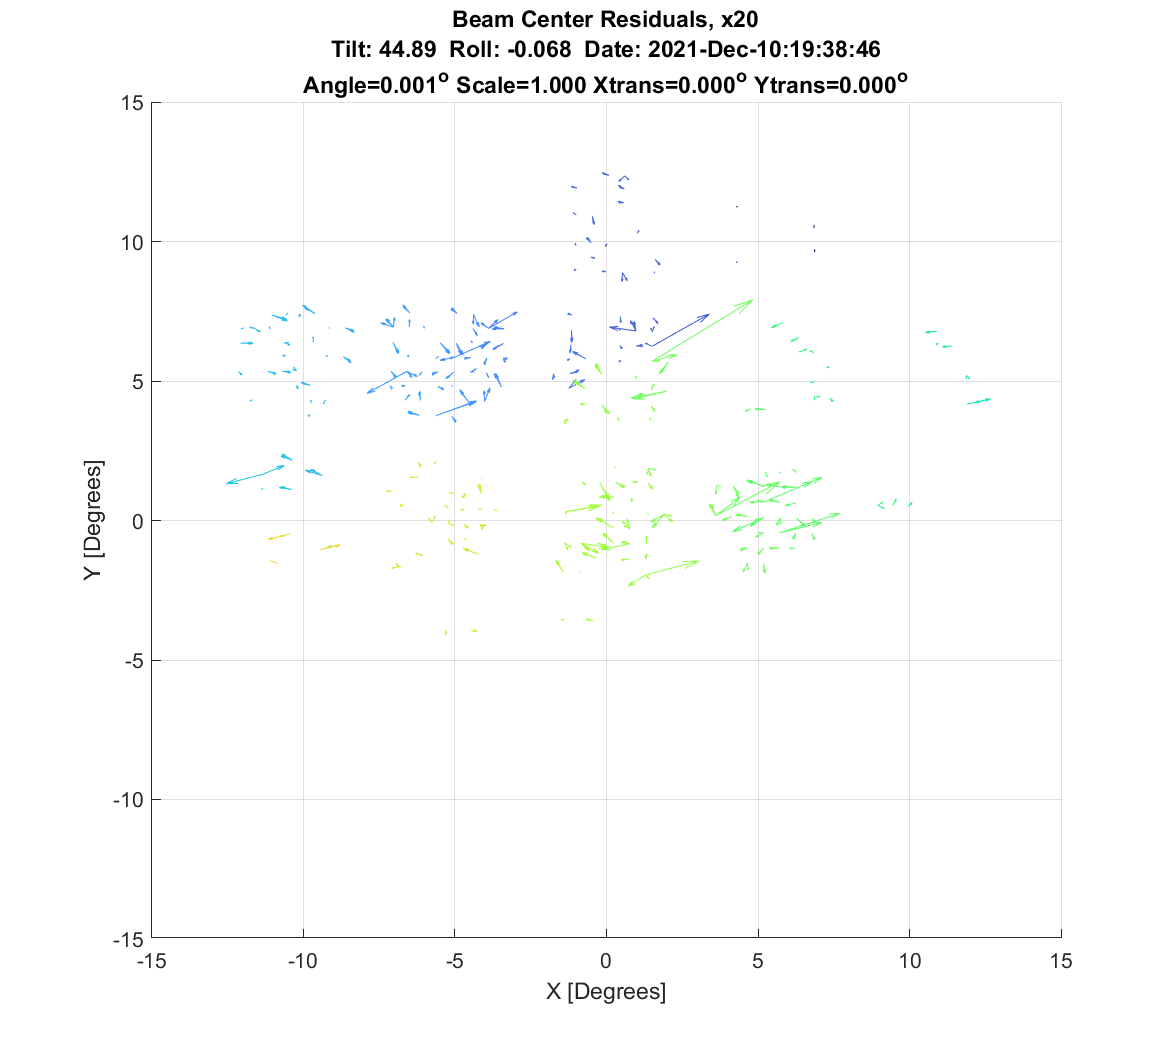 Beam Center Residuals, x20
Tilt: 44.89 Roll: -0.068 Date: 2021-Dec-10:19:38:46
Angle=0.001° Scale=1.000 Xtrans=0.000° Ytrans=0.000°
15
10
5
0
-5
-10
-15
Y [Degrees]
-15 -10 -5 0 5 10 15
X [Degrees]